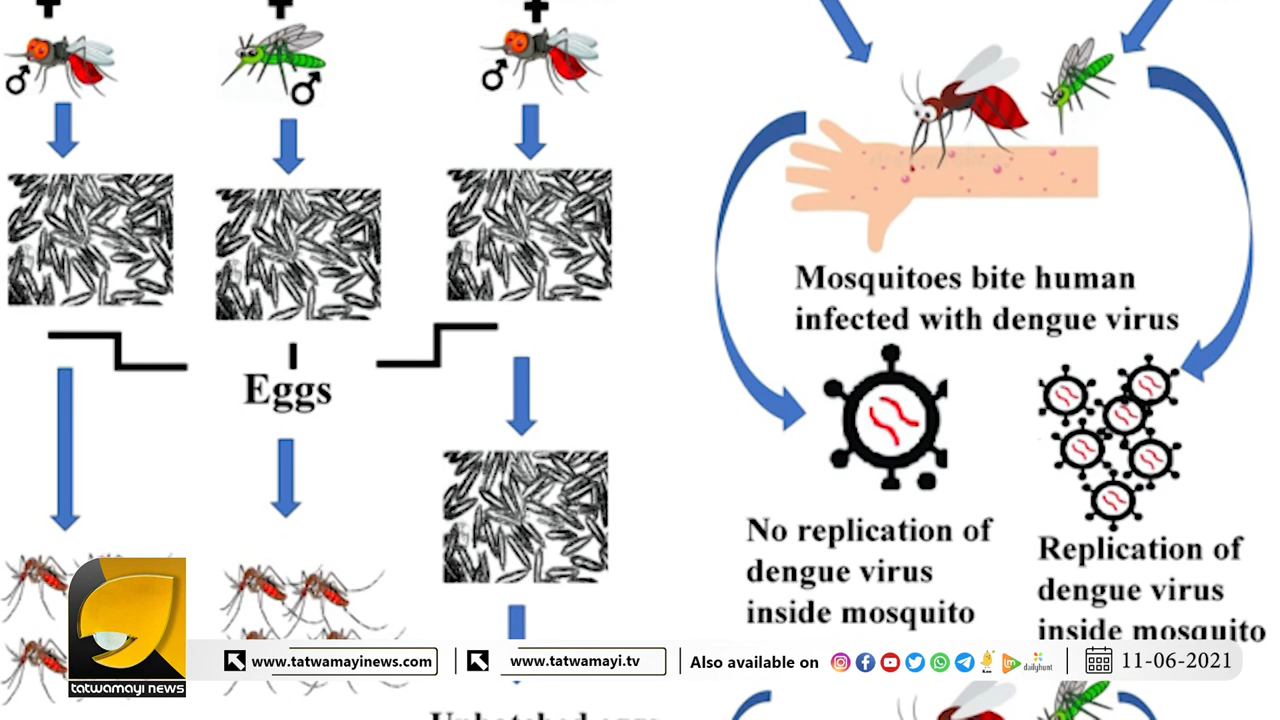 Mosquitoes bite human
infected with dengue virus
Eggs
No replication of
dengue virus
inside mosquito
Replication of
dengue virus
inside mosquito
tatwamayi news
www.tatwamayinews.com
www.tatwamayi.tv
Also available on
dailyhunt
11-06-2021